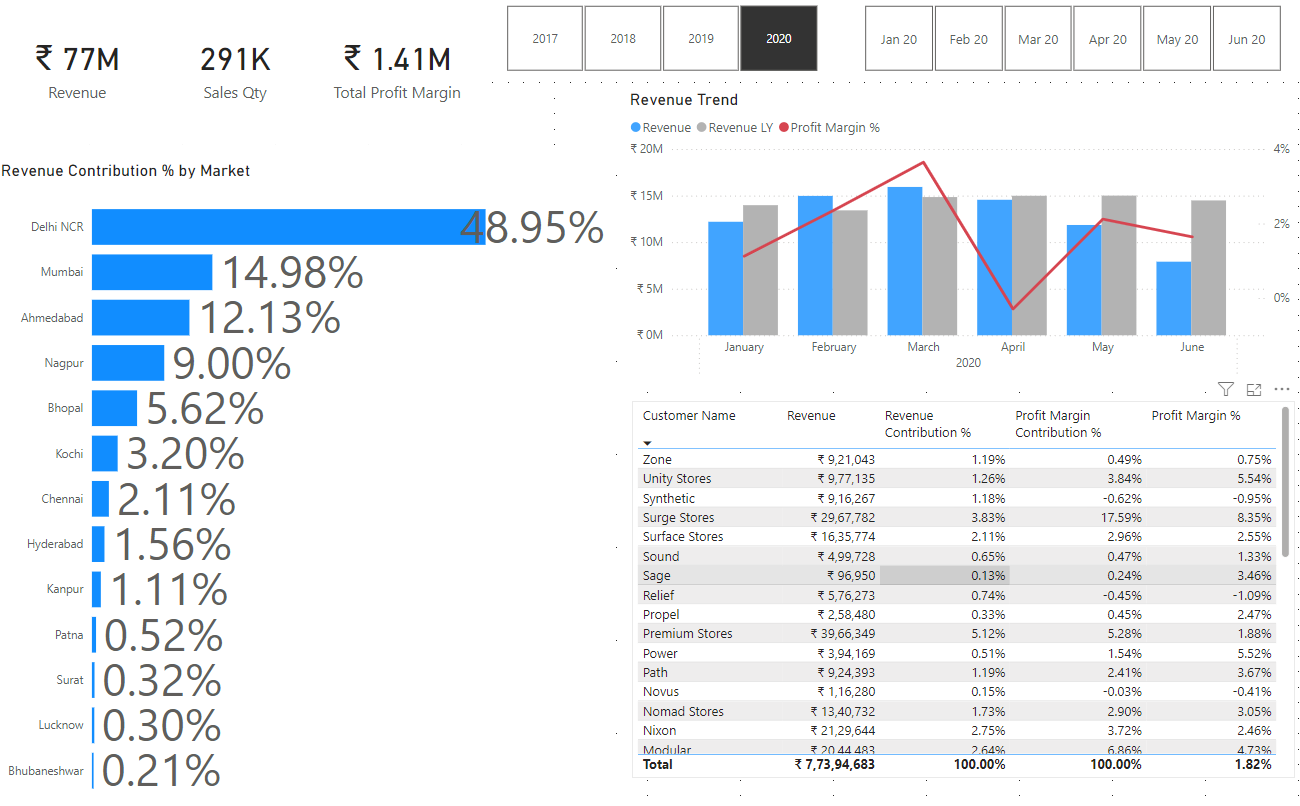 ₹ 77M 291K ₹ 1.41M
Revenue Sales Qty Total Profit Margin
2017 2018 2019 2020
Jan 20 Feb 20 Mar 20 Apr 20 May 20 Jun 20
Revenue Contribution % by Market
Delhi NCR 48.95%
Mumbai 14.98%
Ahmedabad 12.13%
Nagpur 9.00%
Bhopal 5.62%
Kochi 3.20%
Chennai 2.11%
Hyderabad 1.56%
Kanpur 1.11%
Patna 0.52%
Surat 0.32%
Lucknow 0.30%
Bhubaneshwar 0.21%
Revenue Trend
Revenue Revenue LY Profit Margin %
₹ 20M 4%
₹ 15M
2%
₹ 10M
₹ 5M
0%
₹ 0M
January February March April May June
2020
Customer Name Revenue Revenue Profit Margin Profit Margin %
Contribution % Contribution %
Zone ₹ 9,21,043 1.19% 0.49% 0.75%
Unity Stores ₹ 9,77,135 1.26% 3.84% 5.54%
Synthetic ₹ 9,16,267 1.18% -0.62% -0.95%
Surge Stores ₹ 29,67,782 3.83% 17.59% 8.35%
Surface Stores ₹ 16,35,774 2.11% 2.96% 2.55%
Sound ₹ 4,99,728 0.65% 0.47% 1.33%
Sage ₹ 96,950 0.13% 0.24% 3.46%
Relief ₹ 5,76,273 0.74% -0.45% -1.09%
Propel ₹ 2,58,480 0.33% 0.45% 2.47%
Premium Stores ₹ 39,66,349 5.12% 5.28% 1.88%
Power ₹ 3,94,169 0.51% 1.54% 5.52%
Path ₹ 9,24,393 1.19% 2.41% 3.67%
Novus ₹ 1,16,280 0.15% -0.03% -0.41%
Nomad Stores ₹ 13,40,732 1.73% 2.90% 3.05%
Nixon ₹ 21,29,644 2.75% 3.72% 2.46%
Modular ₹ 20,44,483 2.64% 6.86% 4.73%
Total ₹ 7,73,94,683 100.00% 100.00% 1.82%